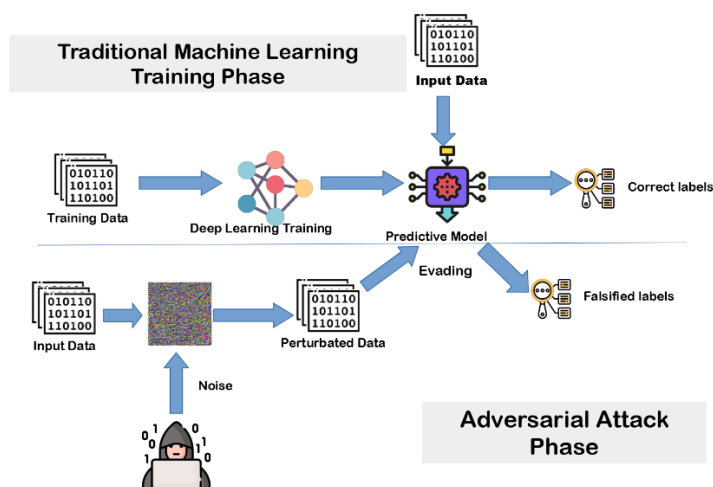 Traditional Machine Learning
Training Phase
010110
101101
110100
Input Data
010110
101101
110100
Training Data
Deep Learning Training
Predictive Model
Correct labels
010110
101101
110100
Input Data
Noise
010110
101101
110100
Perturbated Data
Evading
Falsified labels
0 1 0
0 1
1 0
Adversarial Attack
Phase